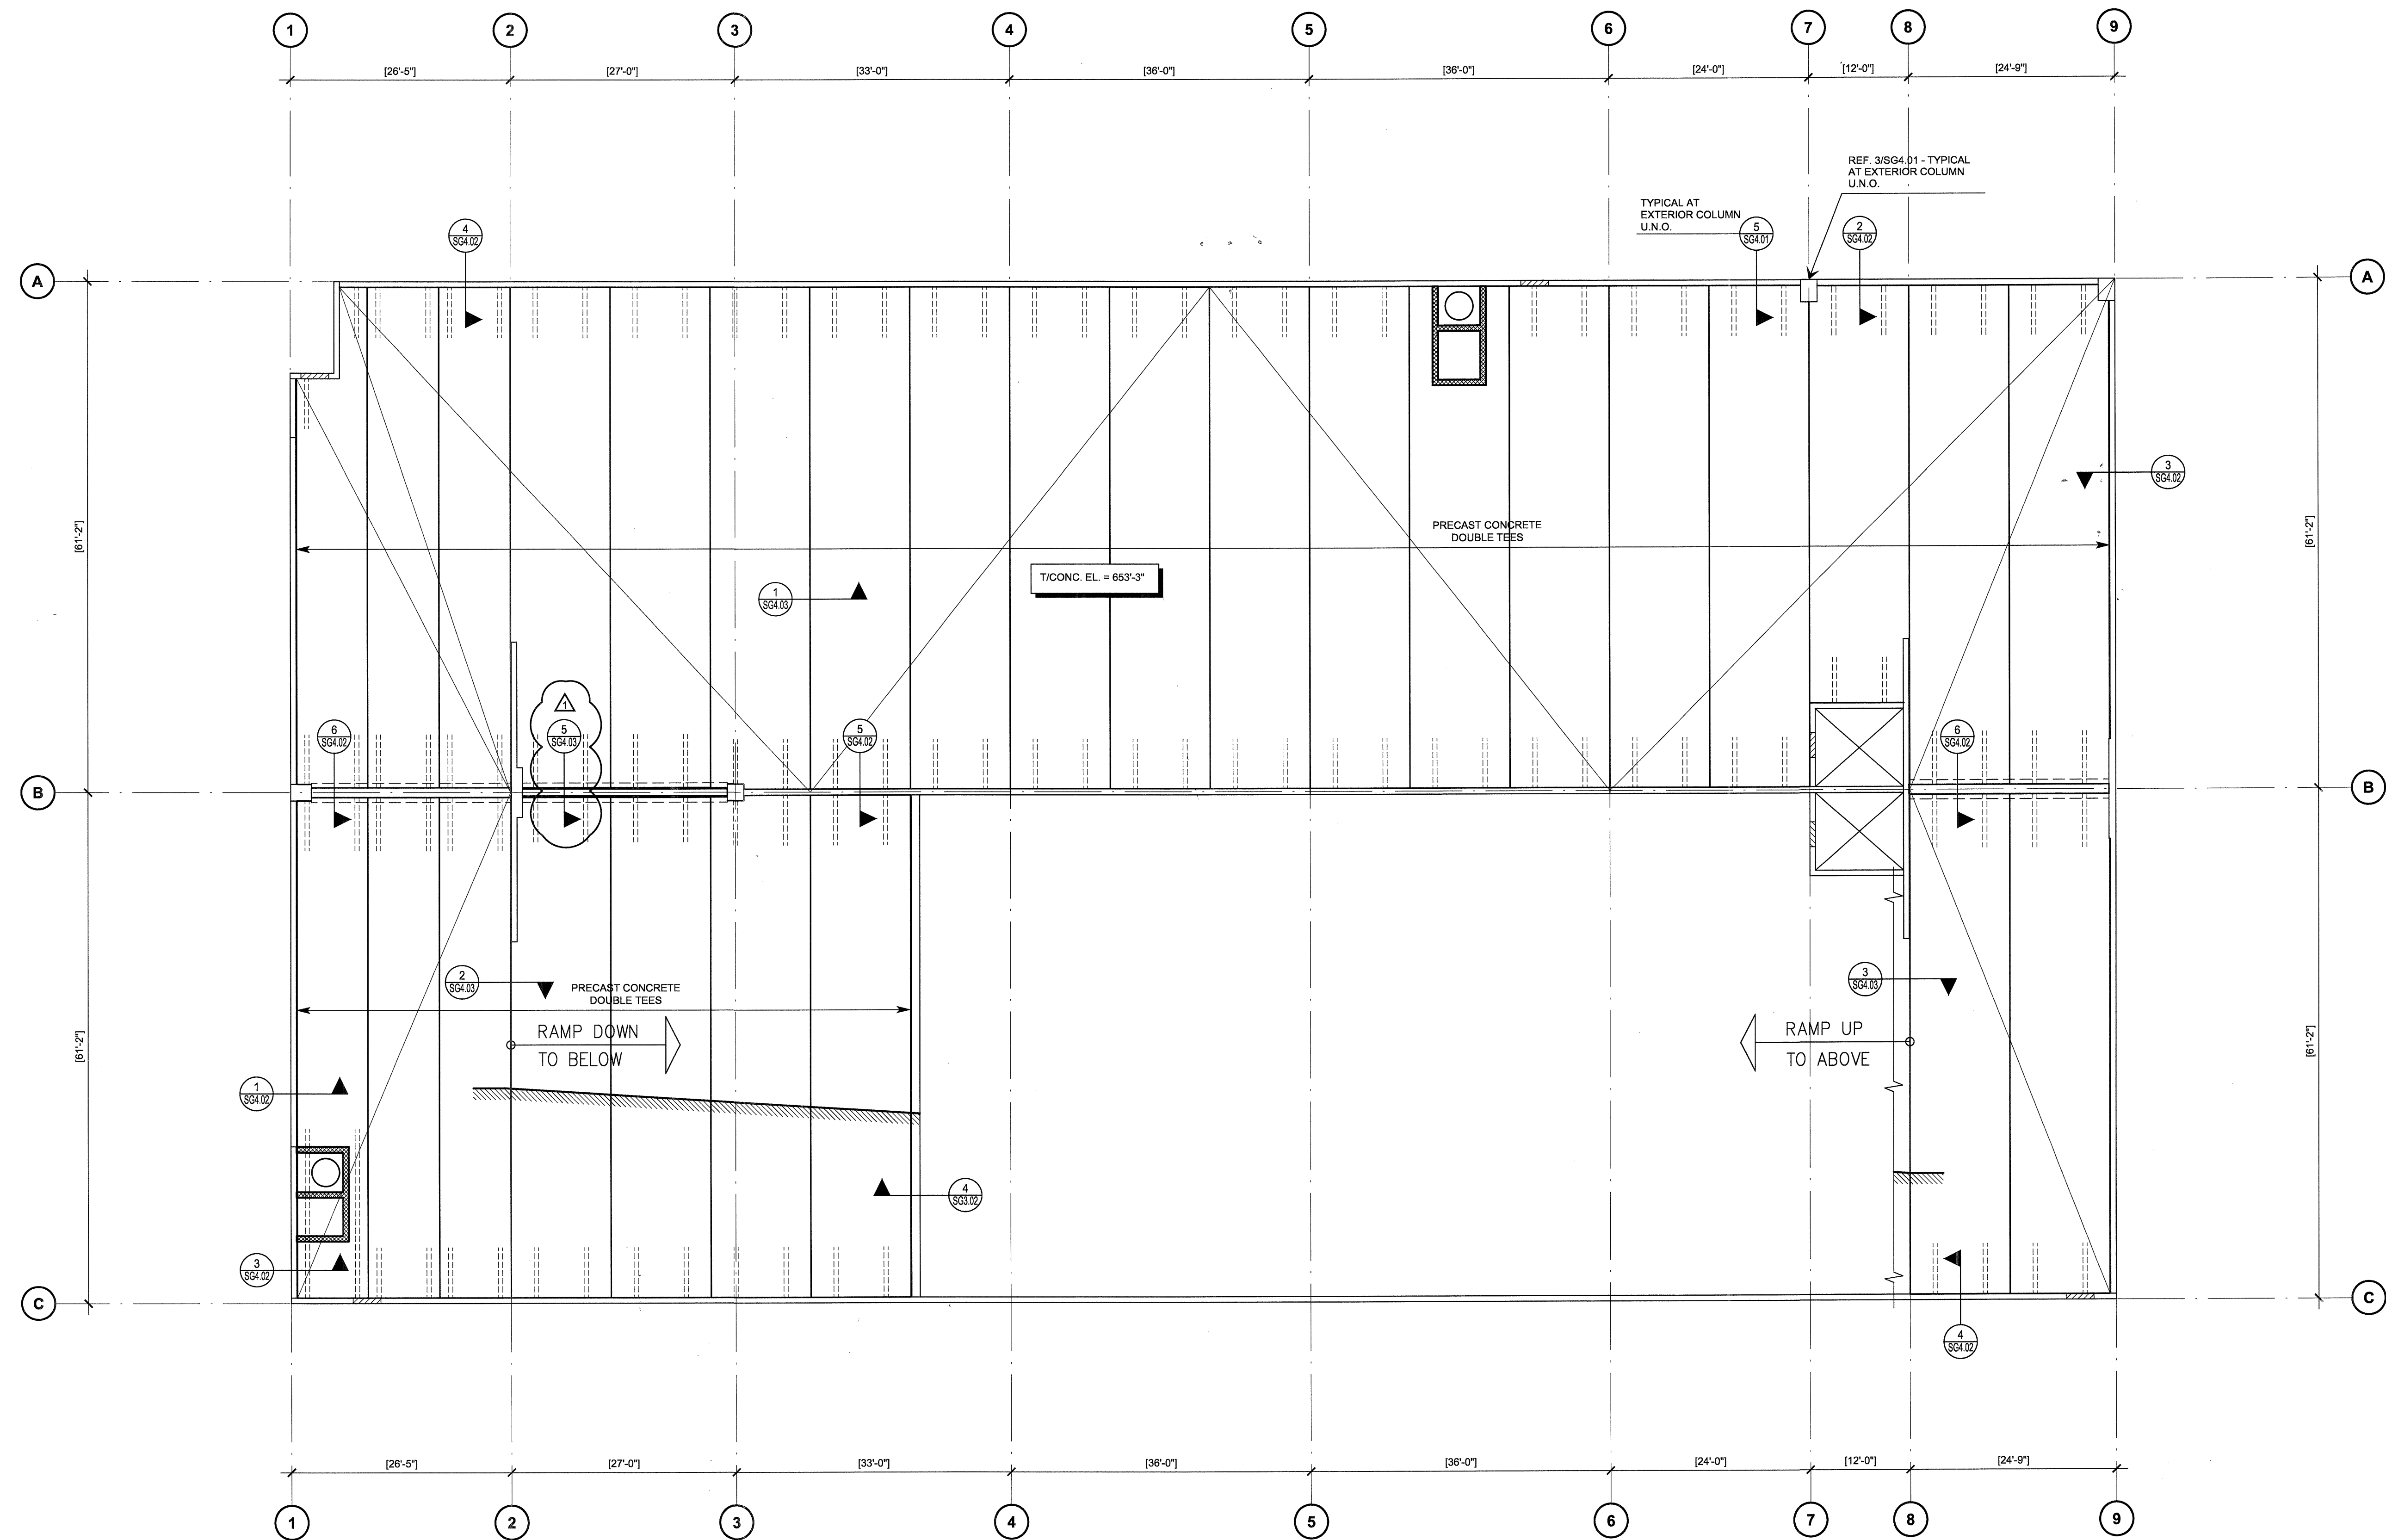 1
2
3
4
5
6
7
8
9
[26'-5"]
[27'-0"]
[33'-0"]
[36'-0"]
[36'-0"]
[24'-0"]
[12'-0"]
[24'-9"]
REF. 3/SG4.01 - TYPICAL
AT EXTERIOR COLUMN
U.N.O.
TYPICAL AT
EXTERIOR COLUMN
U.N.O.
5
SG4.01
2
SG4.02
4
SG4.02
A
A
3
SG4.02
[61'-2"]
[61'-2"]
PRECAST CONCRETE
DOUBLE TEES
T/CONC. EL. = 653'-3"
1
SG4.03
1
6
SG4.02
5
SG4.03
5
SG4.02
6
SG4.02
B
B
2
SG4.03
PRECAST CONCRETE
DOUBLE TEES
3
SG4.03
RAMP DOWN
TO BELOW
RAMP UP
TO ABOVE
[61'-2"]
[61'-2"]
1
SG4.02
4
SG3.02
3
SG4.02
C
C
4
SG4.02
[26'-5"]
[27'-0"]
[33'-0"]
[36'-0"]
[36'-0"]
[24'-0"]
[12'-0"]
[24'-9"]
1
2
3
4
5
6
7
8
9